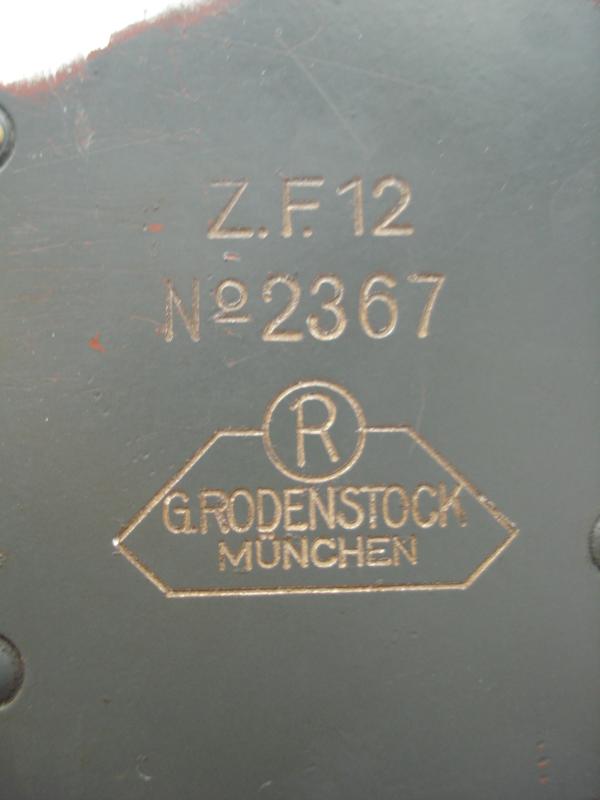 Z.F.12
Nº2367
R
G.RODENSTOCK
MÜNCHEN